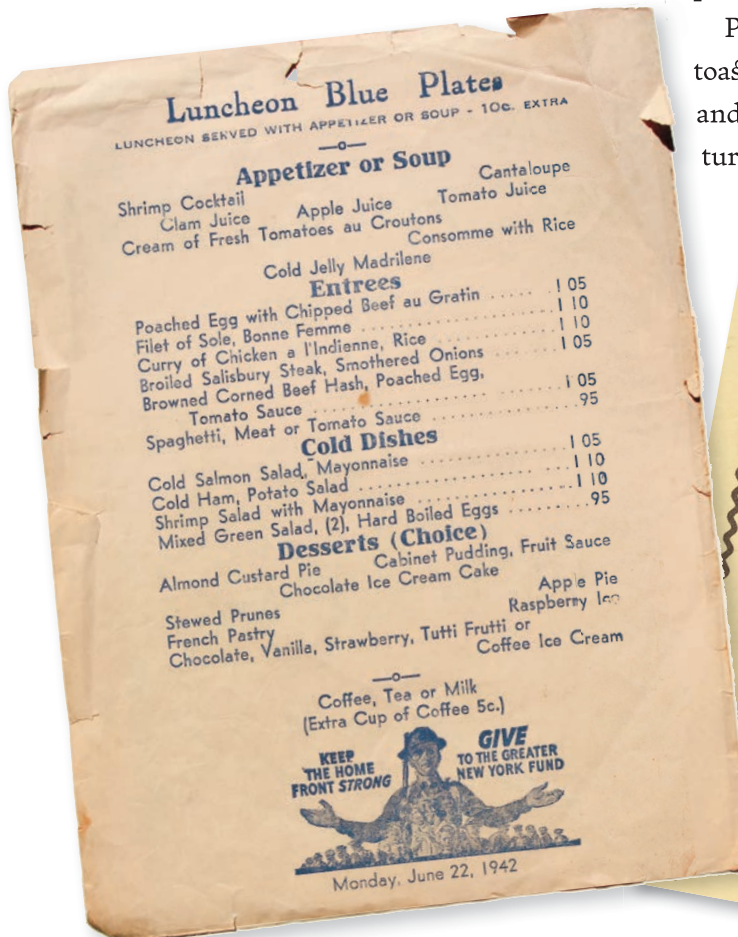 Luncheon Blue Plates
LUNCHEON SERVED WITH APPETIZER OR SOUP - 10c. EXTRA
Appetizer or Soup
Shrimp Cocktail Cantaloupe
Clam Juice Apple Juice Tomato Juice
Cream of Fresh Tomatoes au Croutons
Consomme with Rice
Cold Jelly Madrilene
Entrees
Poached Egg with Chipped Beef au Gratin ..... 1 05
Filet of Sole, Bonne Femme ..... 1 10
Curry of Chicken a l'Indienne, Rice ..... 1 10
Broiled Salisbury Steak, Smothered Onions ..... 1 05
Browned Corned Beef Hash, Poached Egg,
Tomato Sauce ..... 1 05
Spaghetti, Meat or Tomato Sauce ..... .95
Cold Dishes
Cold Salmon Salad, Mayonnaise ..... 1 05
Cold Ham, Potato Salad ..... 1 10
Shrimp Salad with Mayonnaise ..... 1 10
Mixed Green Salad, (2), Hard Boiled Eggs ..... .95
Desserts (Choice)
Almond Custard Pie Cabinet Pudding, Fruit Sauce
Chocolate Ice Cream Cake
Stewed Prunes Apple Pie
French Pastry Raspberry Ice
Chocolate, Vanilla, Strawberry, Tutti Frutti or
Coffee Ice Cream
Coffee, Tea or Milk
(Extra Cup of Coffee 5c.)
KEEP
THE HOME
FRONT STRONG
GIVE
TO THE GREATER
NEW YORK FUND
Monday, June 22, 1942
P
toas
and
tur